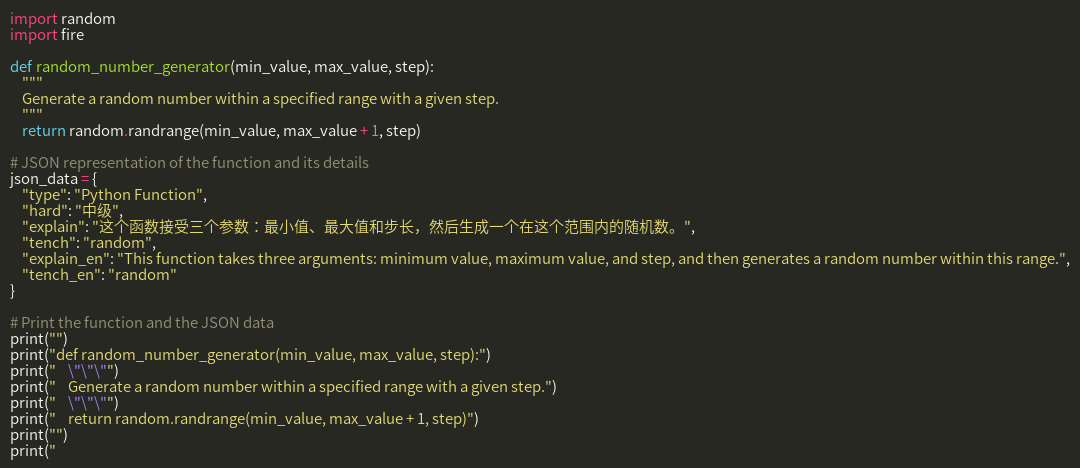 import random
import fire

def random_number_generator(min_value, max_value, step):
    """
    Generate a random number within a specified range with a given step.
    """
    return random.randrange(min_value, max_value + 1, step)

# JSON representation of the function and its details
json_data = {
    "type": "Python Function",
    "hard": "中级",
    "explain": "这个函数接受三个参数：最小值、最大值和步长，然后生成一个在这个范围内的随机数。",
    "tench": "random",
    "explain_en": "This function takes three arguments: minimum value, maximum value, and step, and then generates a random number within this range.",
    "tench_en": "random"
}

# Print the function and the JSON data
print("")
print("def random_number_generator(min_value, max_value, step):")
print("    \"\"\"")
print("    Generate a random number within a specified range with a given step.")
print("    \"\"\"")
print("    return random.randrange(min_value, max_value + 1, step)")
print("")
print("